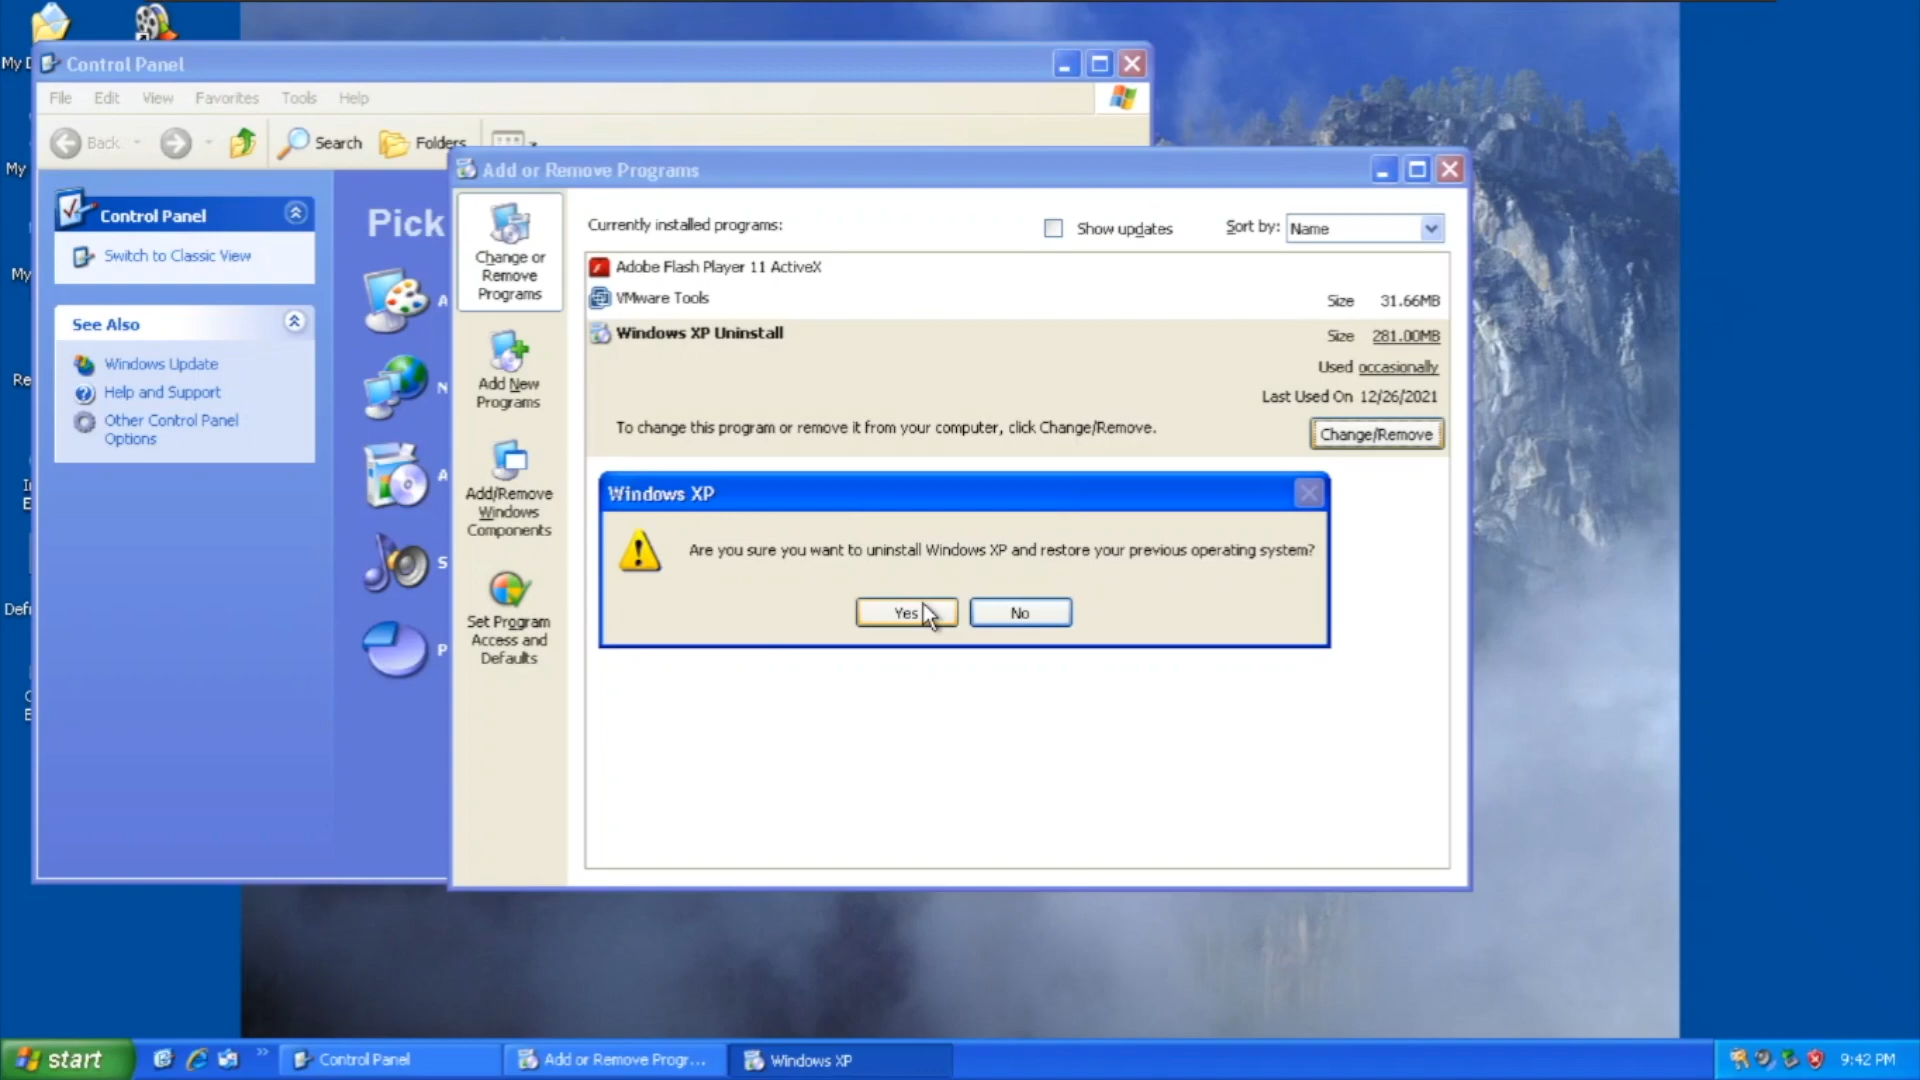 My D
Control Panel
File Edit View Favorites Tools Help
Back Search Folders
My
My
Re
Control Panel
Switch to Classic View
See Also
Windows Update
Help and Support
Other Control Panel
Options
Pick
A
N
A
S
P
Add or Remove Programs
Change or
Remove
Programs
Add New
Programs
Add/Remove
Windows
Components
Set Program
Access and
Defaults
Currently installed programs:
Show updates
Sort by: Name
Adobe Flash Player 11 ActiveX
VMware Tools
Size 31.66MB
Windows XP Uninstall
Size 281.00MB
Used occasionally
Last Used On 12/26/2021
To change this program or remove it from your computer, click Change/Remove.
Change/Remove
Windows XP
Are you sure you want to uninstall Windows XP and restore your previous operating system?
Yes
No
E
Defr
E
start
Control Panel
Add or Remove Progr...
Windows XP
9:42 PM